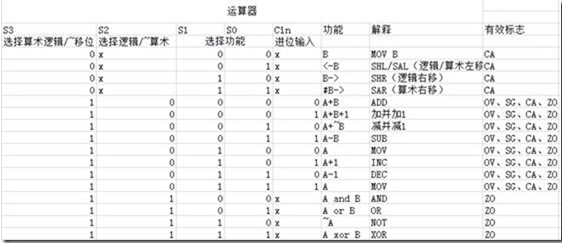 运算器
S3 S2 S1 S0 Cin 功能 解释 有效标志
选择算术逻辑/~移位 选择逻辑/~算术 选择功能 进位输入
0 x 0 0 x B MOV B CA
0 x 0 1 x <-B SHL/SAL（逻辑/算术左移CA
0 x 1 0 x B-> SHR（逻辑右移） CA
0 x 1 1 x #B-> SAR（算术右移） CA
1 0 0 0 0 A+B ADD OV、SG、CA、ZO
1 0 0 0 1 A+B+1 加并加1 OV、SG、CA、ZO
1 0 0 1 0 A+~B 减并减1 OV、SG、CA、ZO
1 0 0 1 1 A-B SUB OV、SG、CA、ZO
1 0 1 0 0 A MOV OV、SG、CA、ZO
1 0 1 0 1 A+1 INC OV、SG、CA、ZO
1 0 1 1 0 A-1 DEC OV、SG、CA、ZO
1 0 1 1 1 A MOV OV、SG、CA、ZO
1 1 0 0 x A and B AND ZO
1 1 0 1 x A or B OR ZO
1 1 1 0 x ~A NOT ZO
1 1 1 1 x A xor B XOR ZO